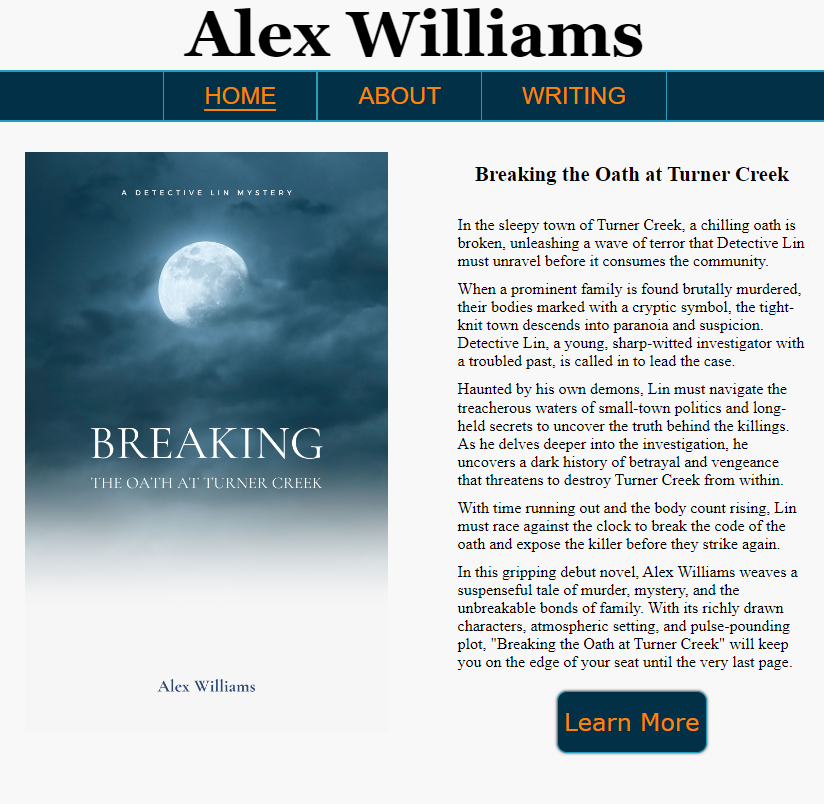 Alex Williams
HOME ABOUT WRITING
A DETECTIVE LIN MYSTERY
BREAKING
THE OATH AT TURNER CREEK
Alex Williams
Breaking the Oath at Turner Creek
In the sleepy town of Turner Creek, a chilling oath is
broken, unleashing a wave of terror that Detective Lin
must unravel before it consumes the community.
When a prominent family is found brutally murdered,
their bodies marked with a cryptic symbol, the tight-
knit town descends into paranoia and suspicion.
Detective Lin, a young, sharp-witted investigator with
a troubled past, is called in to lead the case.
Haunted by his own demons, Lin must navigate the
treacherous waters of small-town politics and long-
held secrets to uncover the truth behind the killings.
As he delves deeper into the investigation, he
uncovers a dark history of betrayal and vengeance
that threatens to destroy Turner Creek from within.
With time running out and the body count rising, Lin
must race against the clock to break the code of the
oath and expose the killer before they strike again.
In this gripping debut novel, Alex Williams weaves a
suspenseful tale of murder, mystery, and the
unbreakable bonds of family. With its richly drawn
characters, atmospheric setting, and pulse-pounding
plot, "Breaking the Oath at Turner Creek" will keep
you on the edge of your seat until the very last page.
Learn More